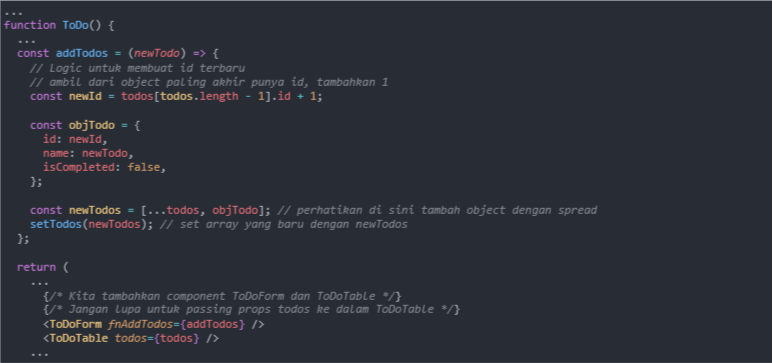 ...
function ToDo() {
  ...
  const addTodos = (newTodo) => {
    // Logic untuk membuat id terbaru
    // ambil dari object paling akhir punya id, tambahkan 1
    const newId = todos[todos.length - 1].id + 1;

    const objTodo = {
      id: newId,
      name: newTodo,
      isCompleted: false,
    };

    const newTodos = [...todos, objTodo]; // perhatikan di sini tambah object dengan spread
    setTodos(newTodos); // set array yang baru dengan newTodos
  };

  return (
    ...
      {/* Kita tambahkan component ToDoForm dan ToDoTable */}
      {/* Jangan lupa untuk passing props todos ke dalam ToDoTable */}
      <ToDoForm fnAddTodos={addTodos} />
      <ToDoTable todos={todos} />
    ...